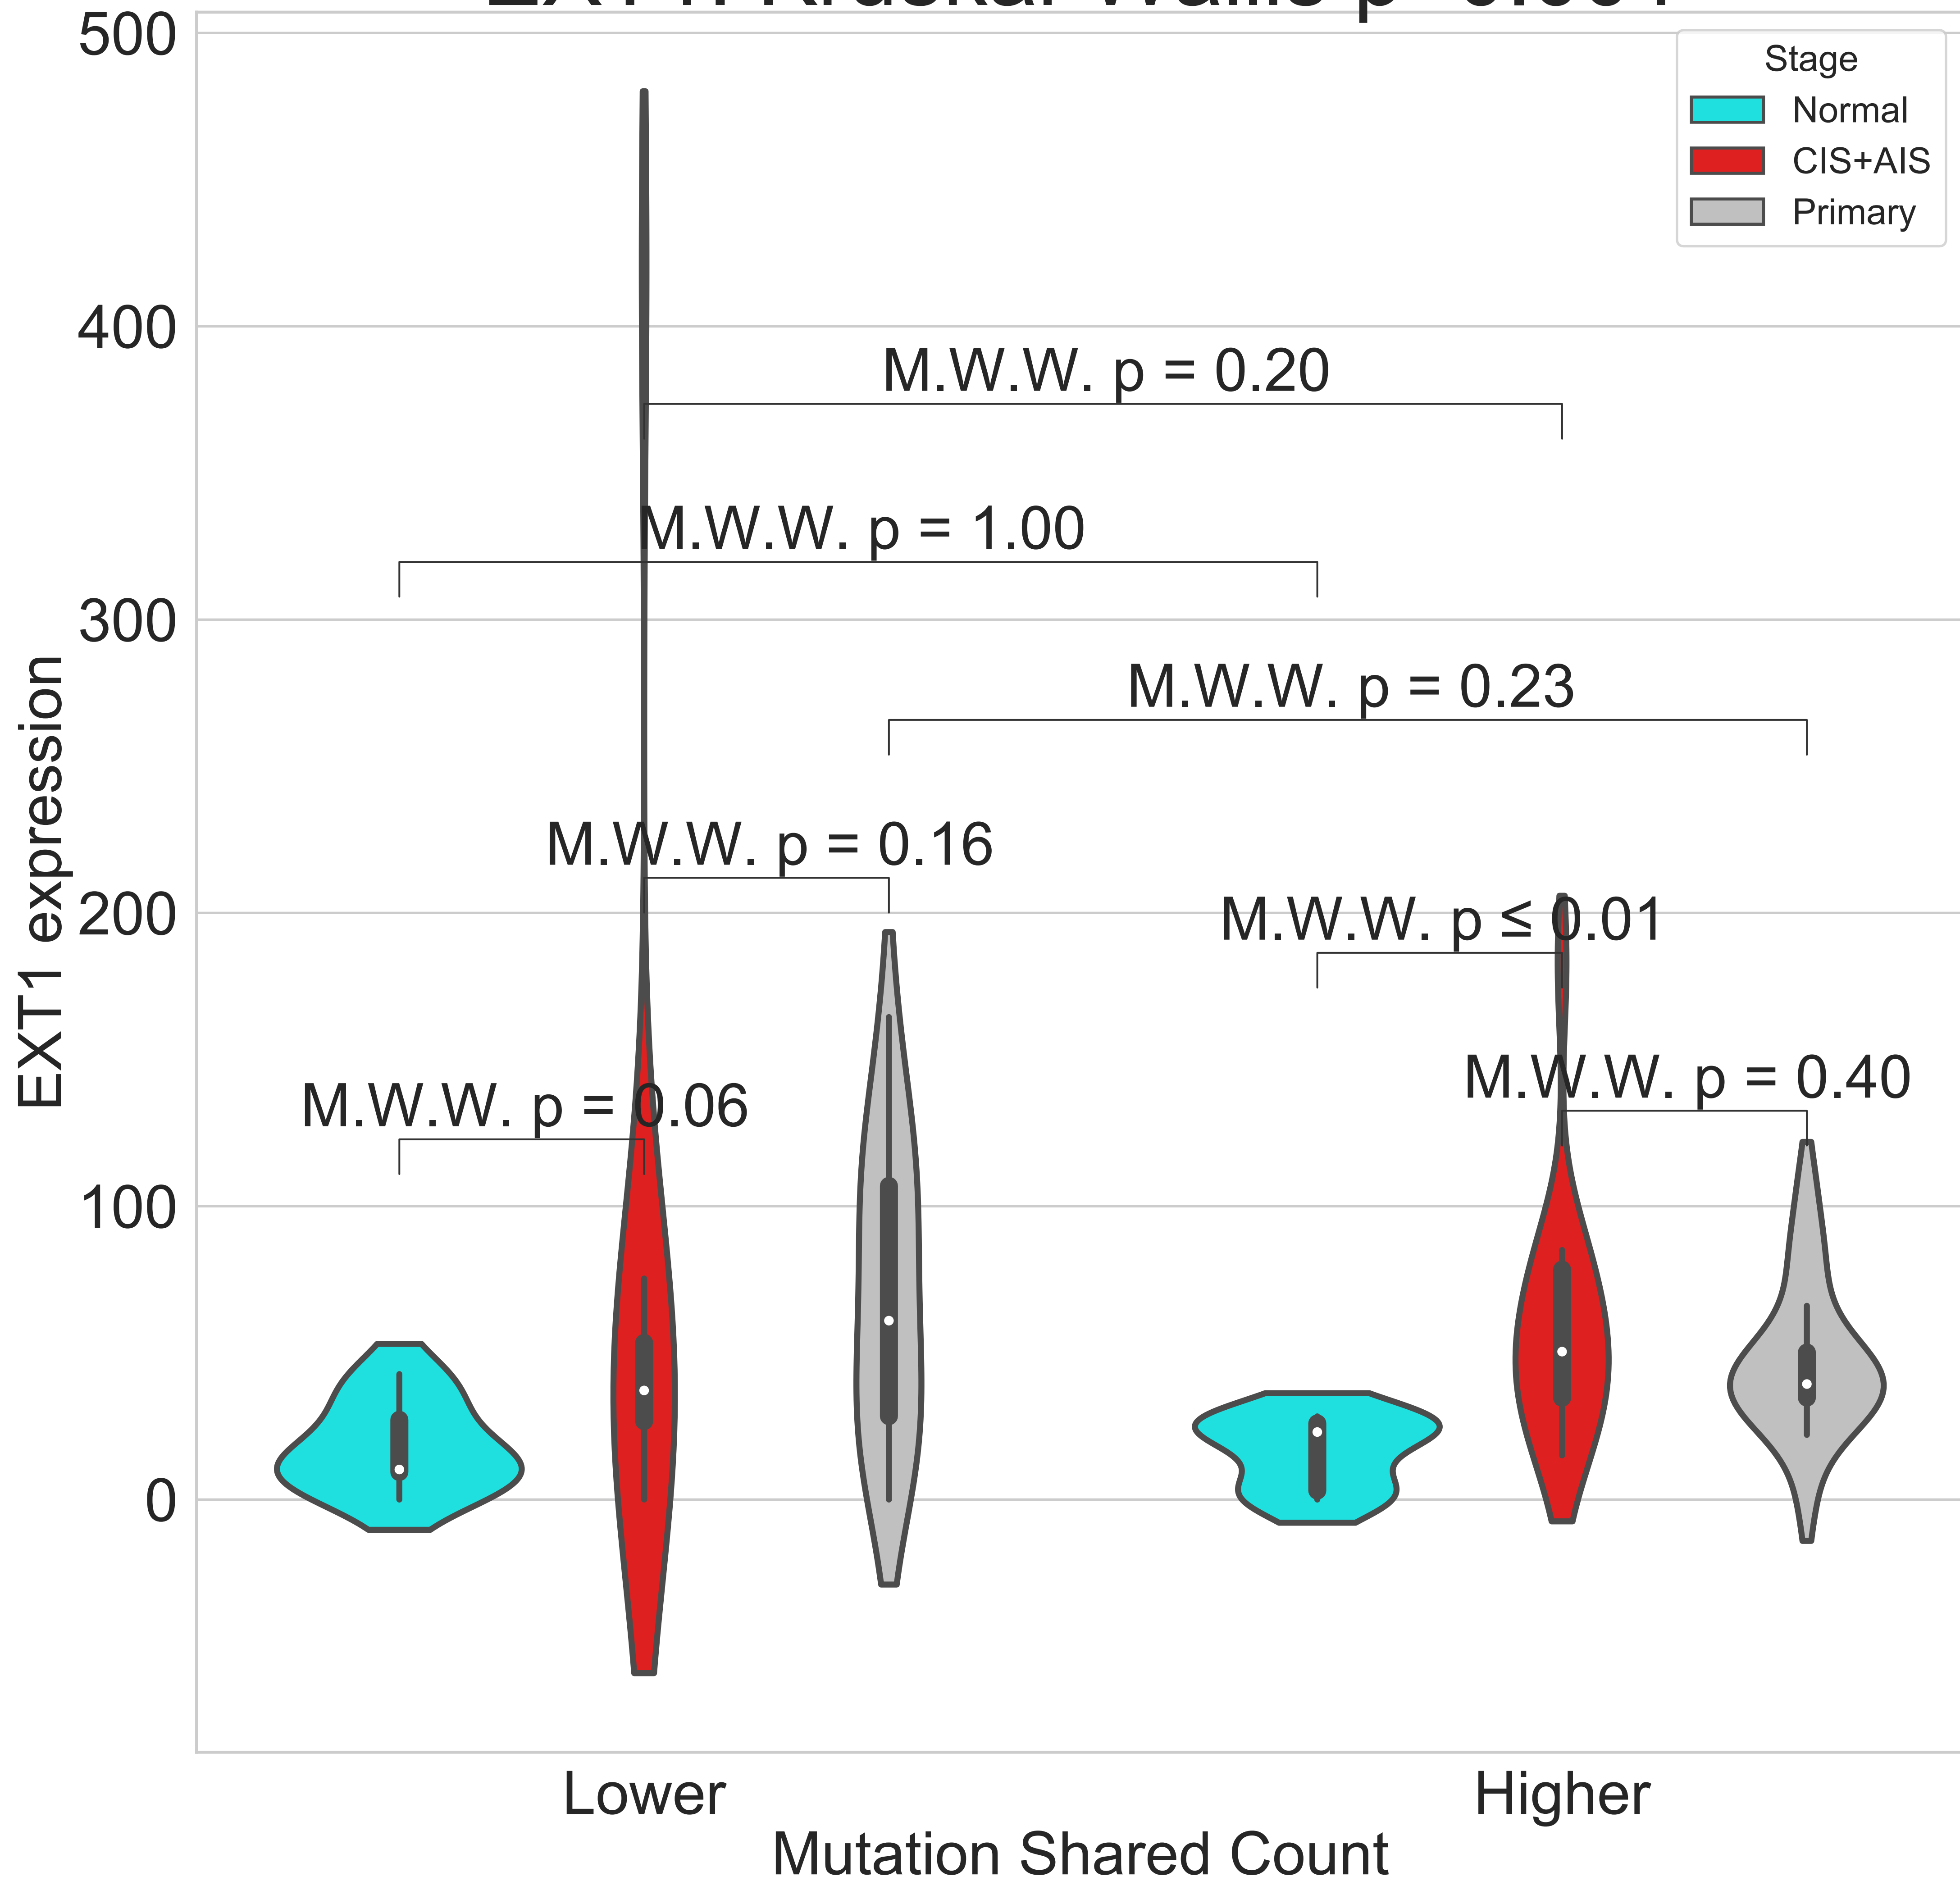 500
Stage
Normal
CIS+AIS
Primary
400
M.W.W. p = 0.20
M.W.W. p = 1.00
300
M.W.W. p = 0.23
M.W.W. p = 0.16
200
M.W.W. p ≤ 0.01
M.W.W. p = 0.40
M.W.W. p = 0.06
100
0
EXT1 expression
Lower
Higher
Mutation Shared Count